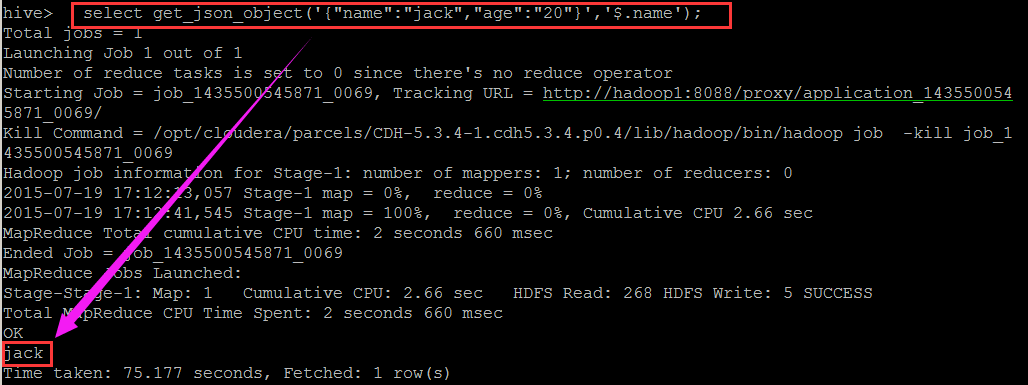 hive>   select get_json_object('{"name":"jack","age":"20"}','$.name');
Total jobs = 1
Launching Job 1 out of 1
Number of reduce tasks is set to 0 since there's no reduce operator
Starting Job = job_1435500545871_0069, Tracking URL = http://hadoop1:8088/proxy/application_143550054
5871_0069/
Kill Command = /opt/cloudera/parcels/CDH-5.3.4-1.cdh5.3.4.p0.4/lib/hadoop/bin/hadoop job  -kill job_1
435500545871_0069
Hadoop job information for Stage-1: number of mappers: 1; number of reducers: 0
2015-07-19 17:12:13,057 Stage-1 map = 0%,  reduce = 0%
2015-07-19 17:12:41,545 Stage-1 map = 100%,  reduce = 0%, Cumulative CPU 2.66 sec
MapReduce Total cumulative CPU time: 2 seconds 660 msec
Ended Job = job_1435500545871_0069
MapReduce Jobs Launched:
Stage-Stage-1: Map: 1   Cumulative CPU: 2.66 sec   HDFS Read: 268 HDFS Write: 5 SUCCESS
Total MapReduce CPU Time Spent: 2 seconds 660 msec
OK
jack
Time taken: 75.177 seconds, Fetched: 1 row(s)